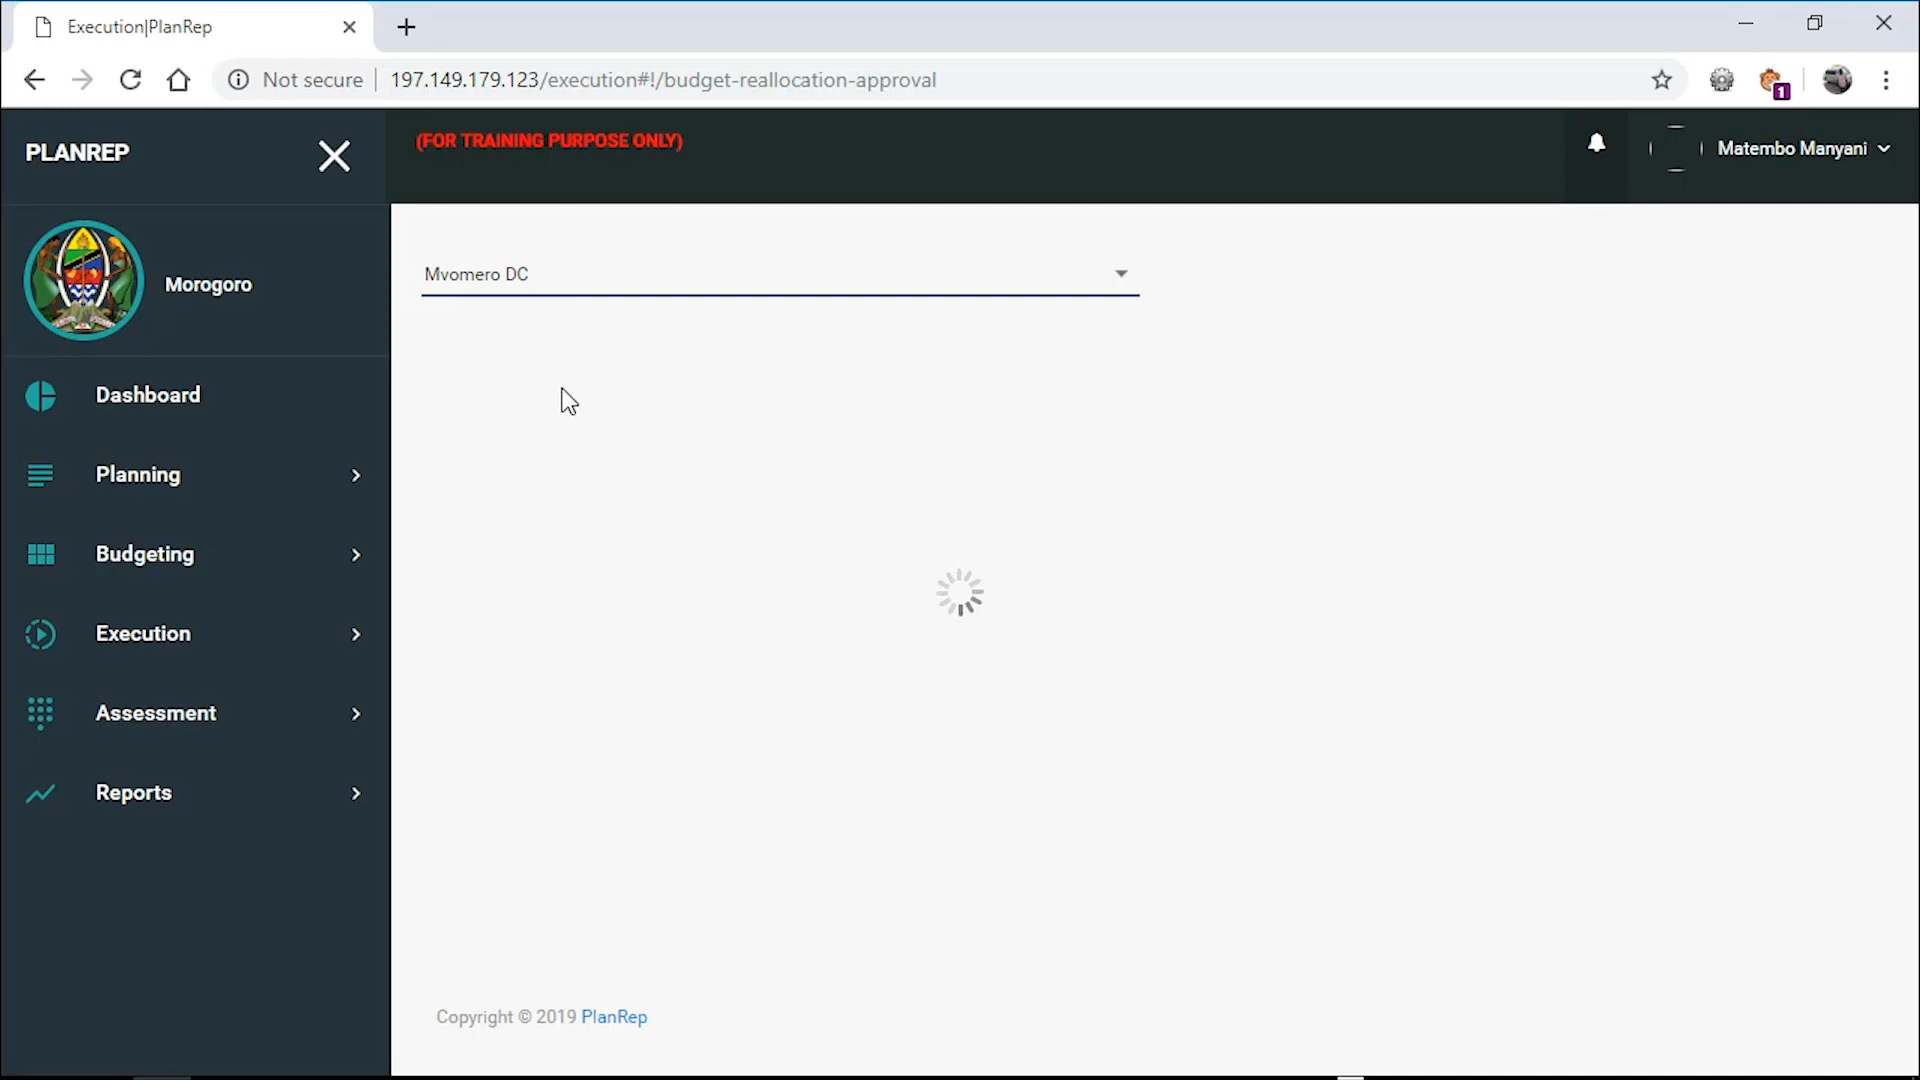 Execution|PlanRep
Not secure
197.149.179.123/execution#!/budget-reallocation-approval
1
PLANREP
(FOR TRAINING PURPOSE ONLY)
Matembo Manyani
Morogoro
Mvomero DC
Dashboard
Planning
Budgeting
Execution
Assessment
Reports
Copyright © 2019 PlanRep